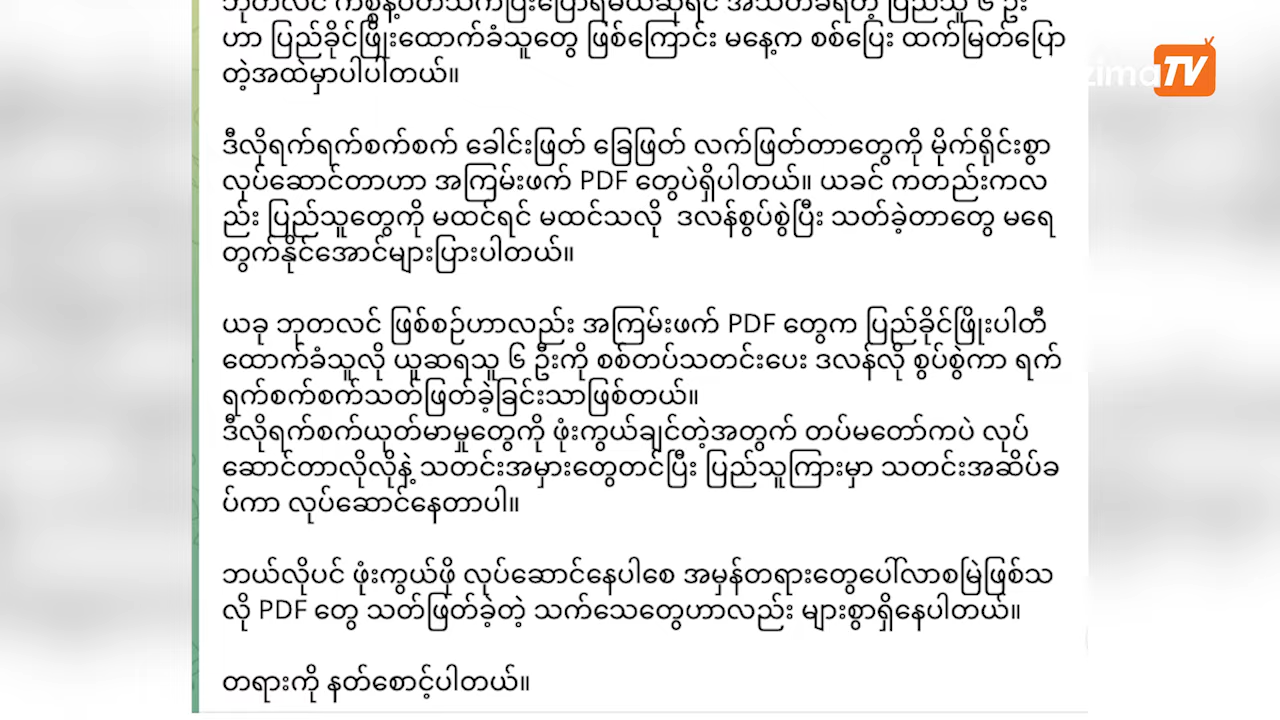 ဘုတလင် ကိစ္စနဲ့ပတ်သက်ပြီးပြောရမယ်ဆိုရင် အသတ်ခံရတဲ့ ပြည်သူ ၆ ဦး
ဟာ ပြည်ခိုင်ဖြိုးထောက်ခံသူတွေ ဖြစ်ကြောင်း မနေ့က စစ်ပြေး ထက်မြတ်ပြော
တဲ့အထဲမှာပါပါတယ်။
zimaTV
ဒီလိုရက်ရက်စက်စက် ခေါင်းဖြတ် ခြေဖြတ် လက်ဖြတ်တာတွေကို မိုက်ရိုင်းစွာ
လုပ်ဆောင်တာဟာ အကြမ်းဖက် PDF တွေပဲရှိပါတယ်။ ယခင် ကတည်းကလ
ည်း ပြည်သူတွေကို မထင်ရင် မထင်သလို ဒလန်စွပ်စွဲပြီး သတ်ခဲ့တာတွေ မရေ
တွက်နိုင်အောင်များပြားပါတယ်။
ယခု ဘုတလင် ဖြစ်စဉ်ဟာလည်း အကြမ်းဖက် PDF တွေက ပြည်ခိုင်ဖြိုးပါတီ
ထောက်ခံသူလို့ ယူဆရသူ ၆ ဦးကို စစ်တပ်သတင်းပေး ဒလန်လို့ စွပ်စွဲကာ ရက်
ရက်စက်စက်သတ်ဖြတ်ခဲ့ခြင်းသာဖြစ်တယ်။
ဒီလိုရက်စက်ယုတ်မာမှုတွေကို ဖုံးကွယ်ချင်တဲ့အတွက် တပ်မတော်ကပဲ လုပ်
ဆောင်တာလိုလိုနဲ့ သတင်းအမှားတွေတင်ပြီး ပြည်သူကြားမှာ သတင်းအဆိပ်ခ
ပ်ကာ လုပ်ဆောင်နေတာပါ။
ဘယ်လိုပင် ဖုံးကွယ်ဖို့ လုပ်ဆောင်နေပါစေ အမှန်တရားတွေပေါ်လာစမြဲဖြစ်သ
လို PDF တွေ သတ်ဖြတ်ခဲ့တဲ့ သက်သေတွေဟာလည်း များစွာရှိနေပါတယ်။
တရားကို နတ်စောင့်ပါတယ်။